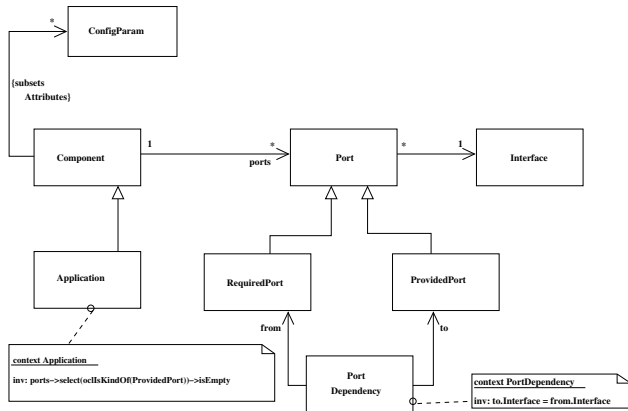 *
ConfigParam
{subsets
Attributes}
Component
1
*
ports
Port
*
1
Interface
Application
RequiredPort
ProvidedPort
from
to
context Application
inv: ports−>select(oclIsKindOf(ProvidedPort))−>isEmpty
Port
Dependency
context PortDependency
inv: to.Interface = from.Interface